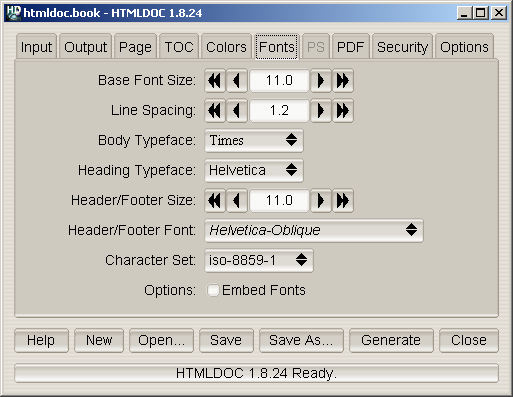 htmldoc.book - HTMLDOC 1.8.24
Input Output Page TOC Colors Fonts PS PDF Security Options
Base Font Size: 11.0
Line Spacing: 1.2
Body Typeface: Times
Heading Typeface: Helvetica
Header/Footer Size: 11.0
Header/Footer Font: Helvetica-Oblique
Character Set: iso-8859-1
Options: Embed Fonts
Help New Open... Save Save As... Generate Close
HTMLDOC 1.8.24 Ready.